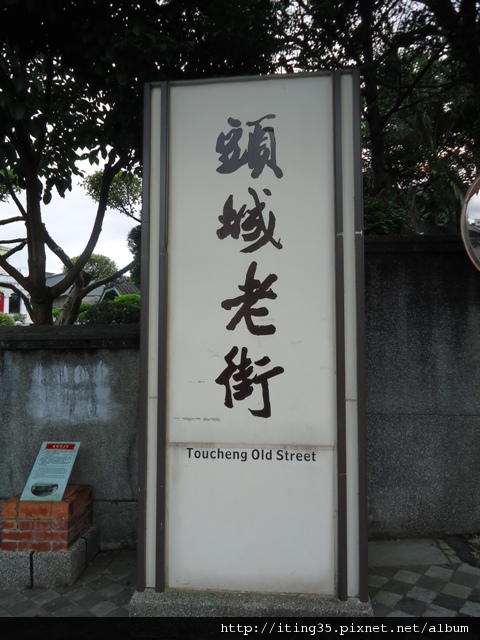 頭城老街
Toucheng Old Street
http://iting35.pixnet.net/album